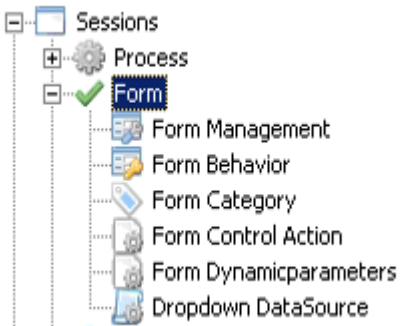 Sessions
Process
Form
Form Management
Form Behavior
Form Category
Form Control Action
Form Dynamicparameters
Dropdown DataSource